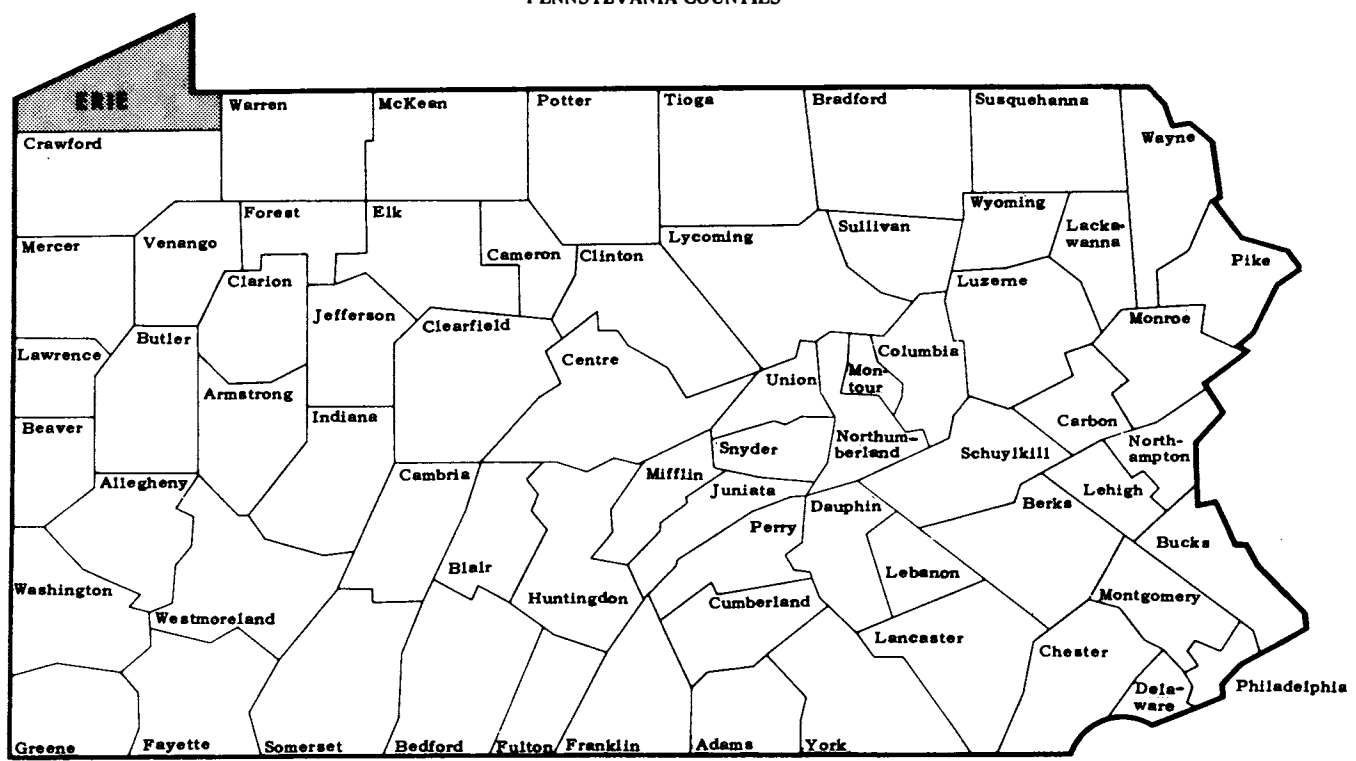 PENNSYLVANIA COUNTIES
ERIE
Warren
McKean
Potter
Tioga
Bradford
Susquehanna
Wayne
Crawford
Forest
Elk
Wyoming
Lacka-
wanna
Mercer
Venango
Cameron
Clinton
Lycoming
Sullivan
Pike
Clarion
Luzerne
Jefferson
Clearfield
Monroe
Lawrence
Butler
Centre
Columbia
Union
Mon-
tour
Armstrong
Indiana
Beaver
Carbon
Snyder
Northum-
berland
Schuylkill
North-
ampton
Allegheny
Cambria
Mifflin
Juniata
Lehigh
Dauphin
Berks
Perry
Bucks
Washington
Blair
Lebanon
Huntingdon
Cumberland
Montgomery
Westmoreland
Lancaster
Chester
Dela-
ware
Philadelphia
Greene
Fayette
Somerset
Bedford
Fulton
Franklin
Adams
York